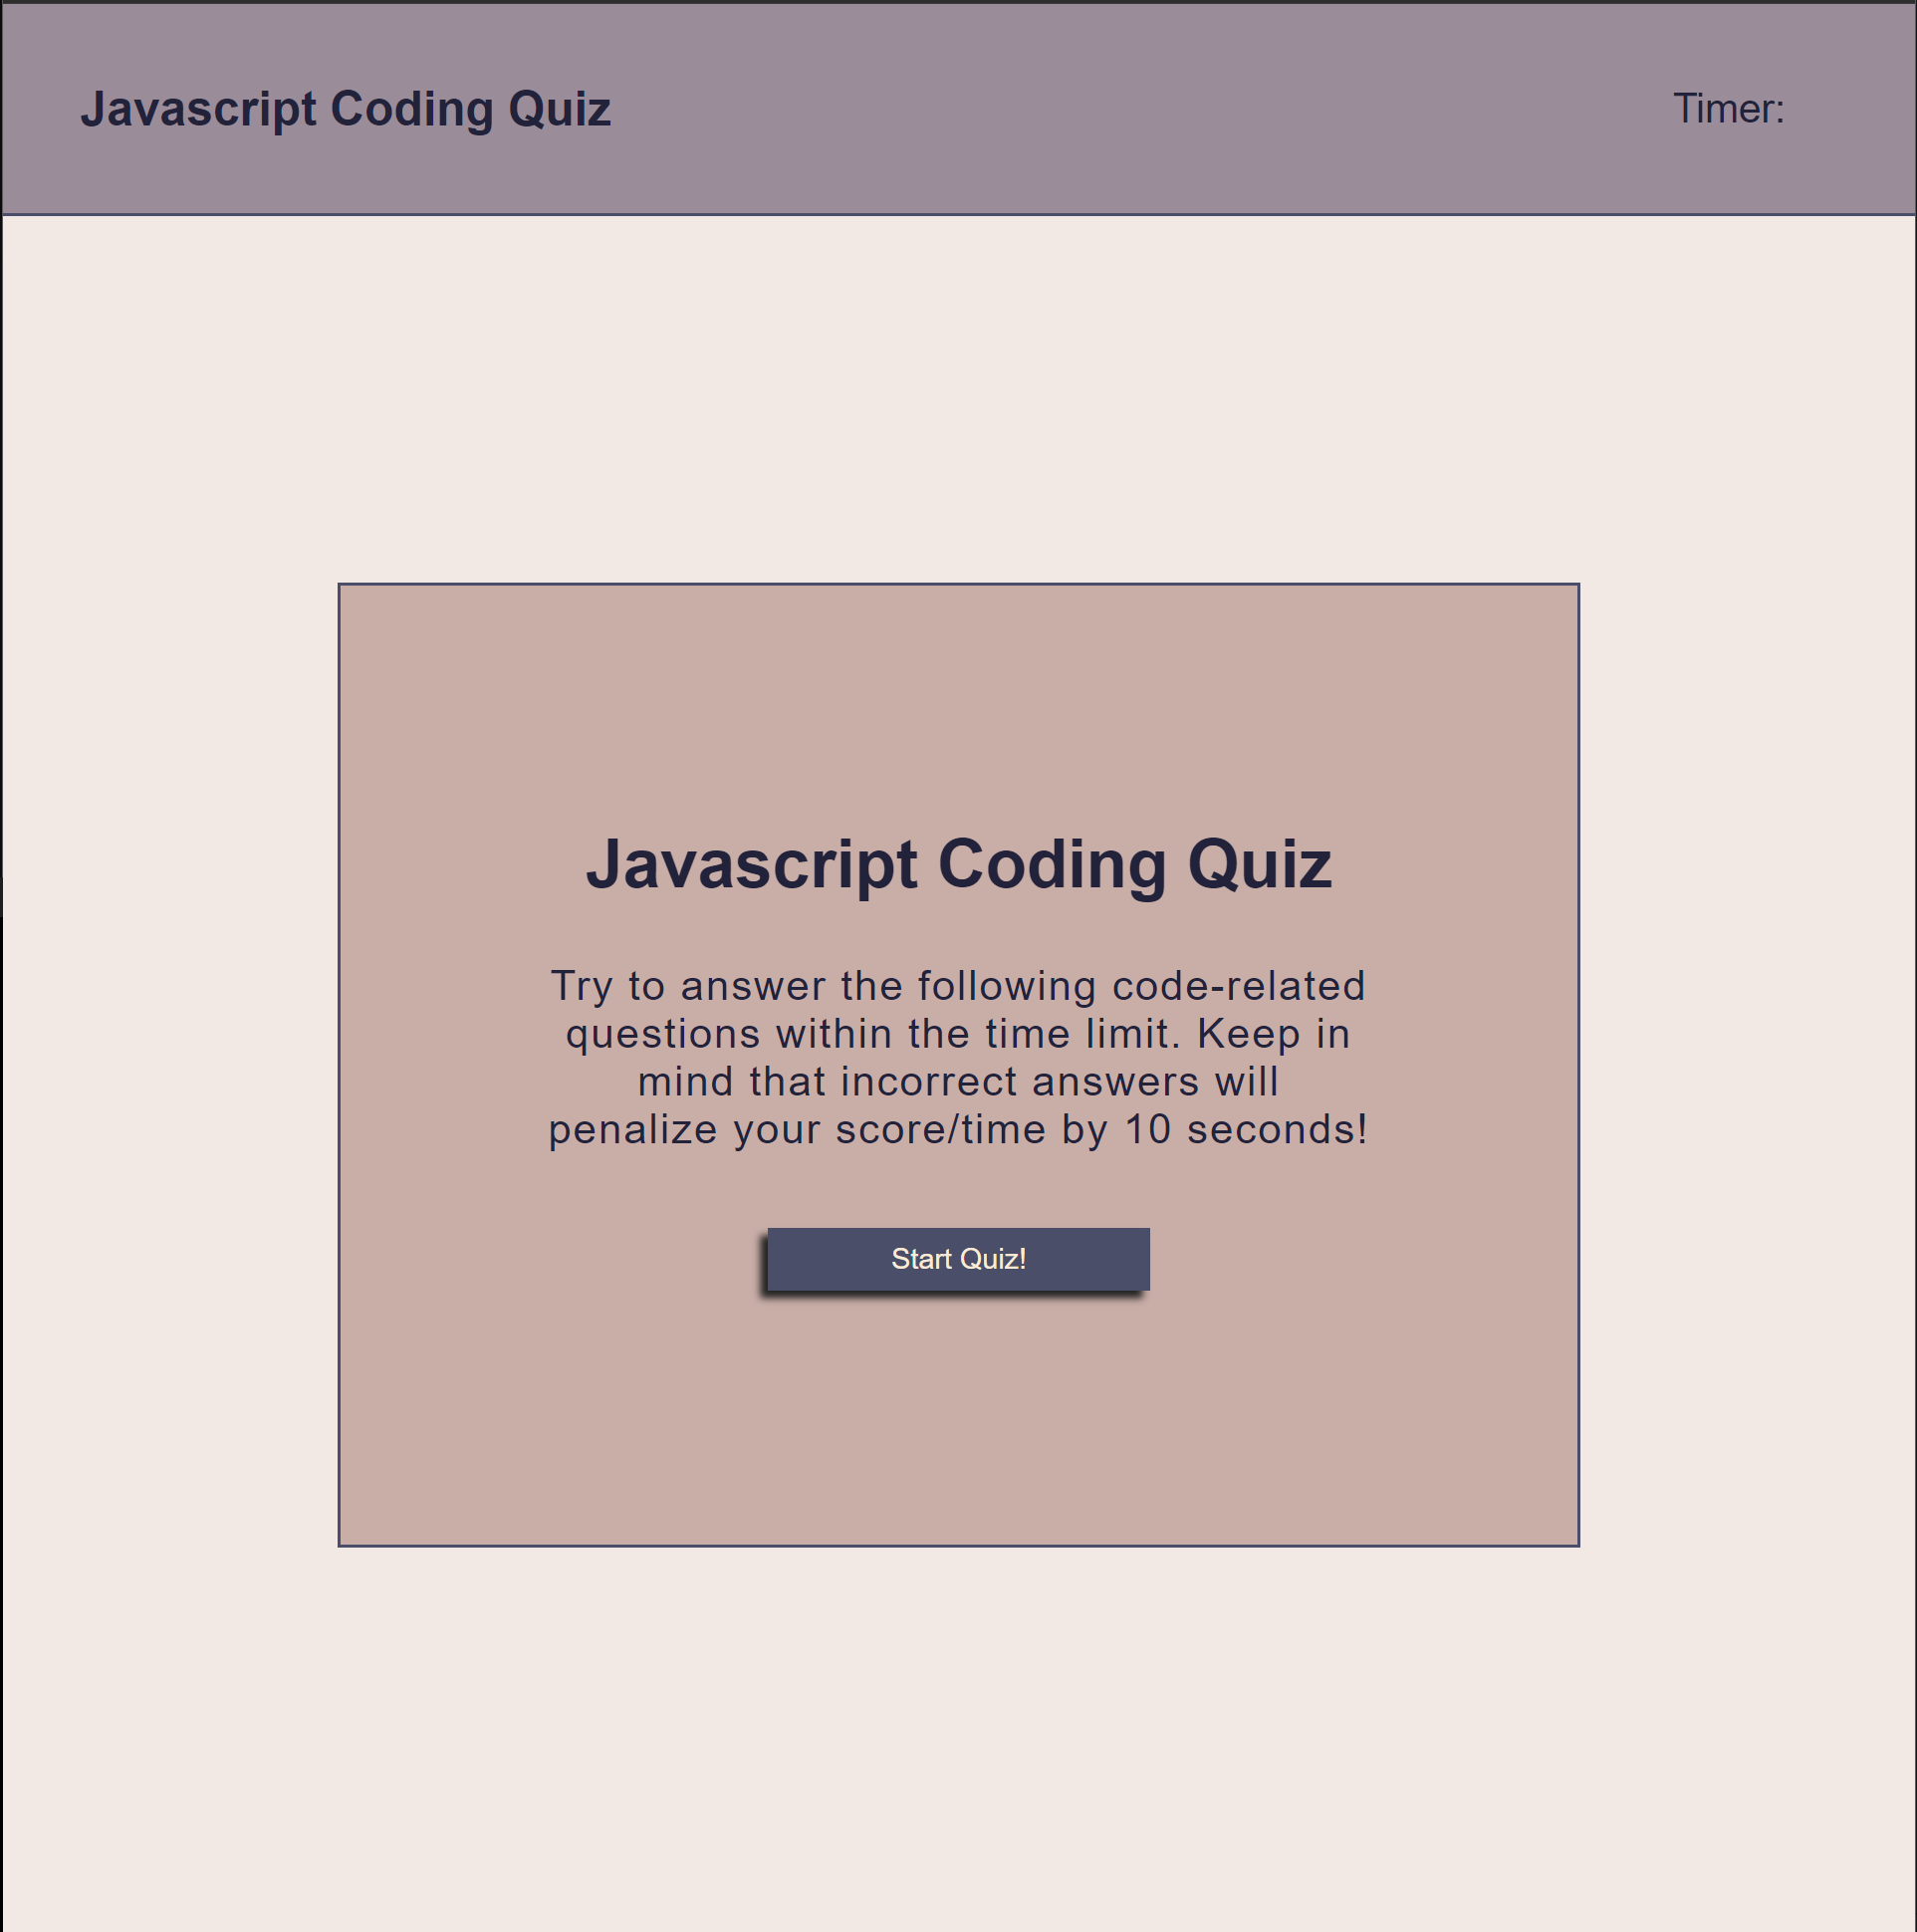 Javascript Coding Quiz
Timer:
Javascript Coding Quiz
Try to answer the following code-related
questions within the time limit. Keep in
mind that incorrect answers will
penalize your score/time by 10 seconds!
Start Quiz!